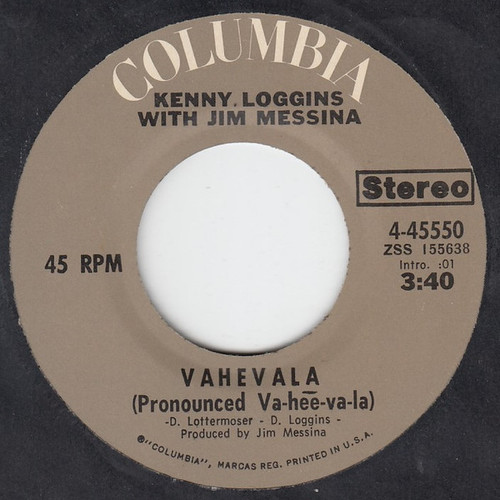 COLUMBIA
KENNY LOGGINS
WITH JIM MESSINA
Stereo
4-45550
ZSS 155638
Intro. :01
3:40
45 RPM
VAHEVALA
(Pronounced Va-hēē-va-la)
-D. Lottermoser - D. Loggins -
Produced by Jim Messina
℗"COLUMBIA", MARCAS REG. PRINTED IN U.S.A.